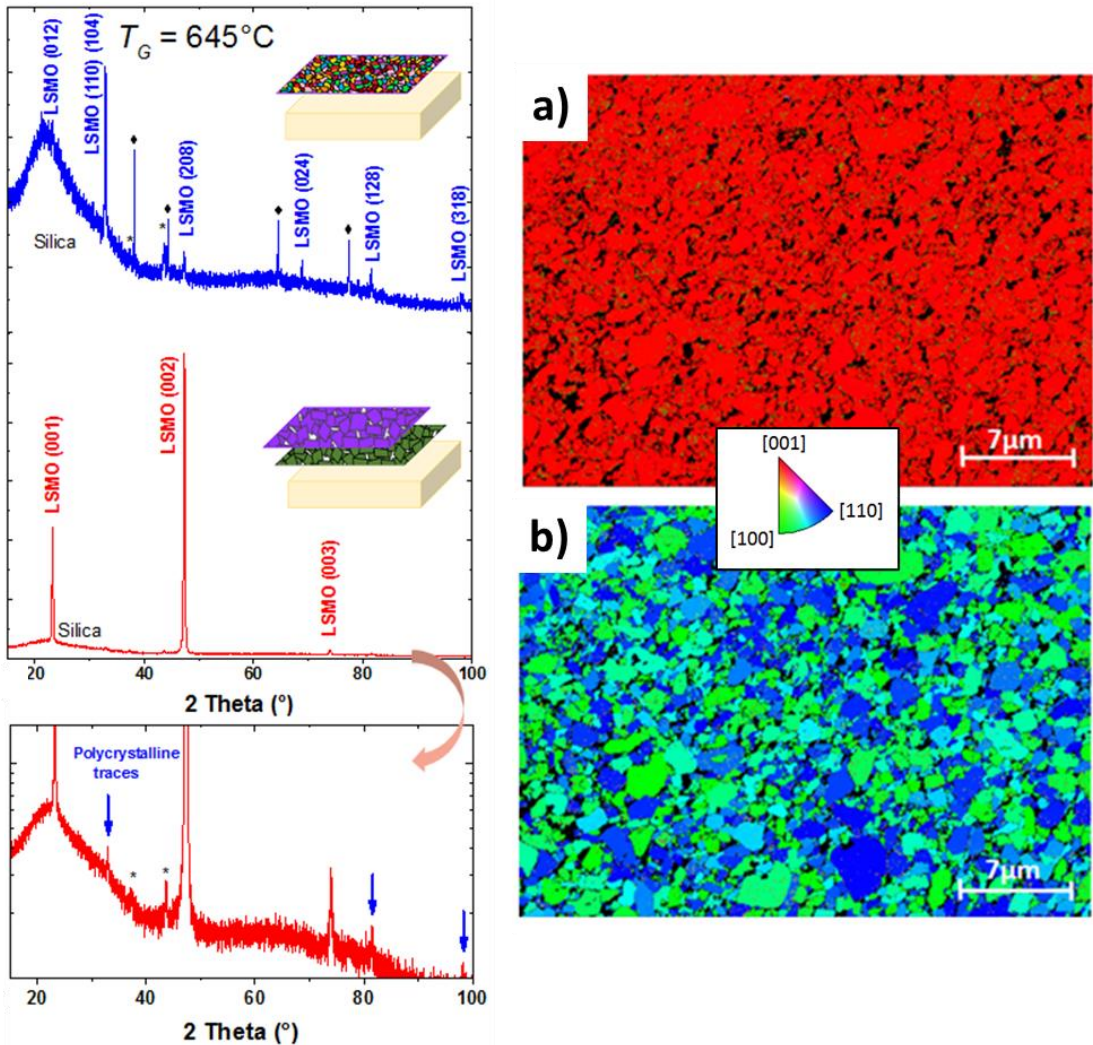 T_G = 645°C
LSMO (012)
LSMO (110) (104)
♦
Silica
*
*
♦
LSMO (208)
♦
LSMO (024)
♦
LSMO (128)
LSMO (318)
LSMO (001)
Silica
LSMO (002)
LSMO (003)
20 40 60 80 100
2 Theta (°)
Polycrystalline
traces
*
*
20 40 60 80 100
2 Theta (°)
a)
7µm
[001]
[100]
[110]
b)
7µm